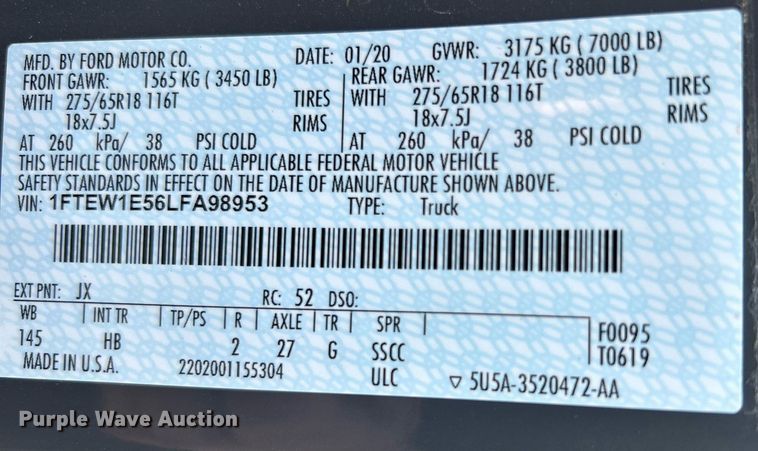 MFD. BY FORD MOTOR CO.
DATE: 01/20 GVWR: 3175 KG ( 7000 LB)
FRONT GAWR: 1565 KG ( 3450 LB) REAR GAWR: 1724 KG ( 3800 LB)
WITH 275/65R18 116T TIRES WITH 275/65R18 116T TIRES
18x7.5J RIMS 18x7.5J RIMS
AT 260 kPa/ 38 PSI COLD AT 260 kPa/ 38 PSI COLD
THIS VEHICLE CONFORMS TO ALL APPLICABLE FEDERAL MOTOR VEHICLE
SAFETY STANDARDS IN EFFECT ON THE DATE OF MANUFACTURE SHOWN ABOVE.
VIN: 1FTEW1E56LFA98953 TYPE: Truck
EXT PNT: JX RC: 52 DSO:
WB INT TR TP/PS R AXLE TR SPR F0095
145 HB 2 27 G SSCC T0619
MADE IN U.S.A. 2202001155304 ULC ▽ 5U5A-3520472-AA
Purple Wave Auction